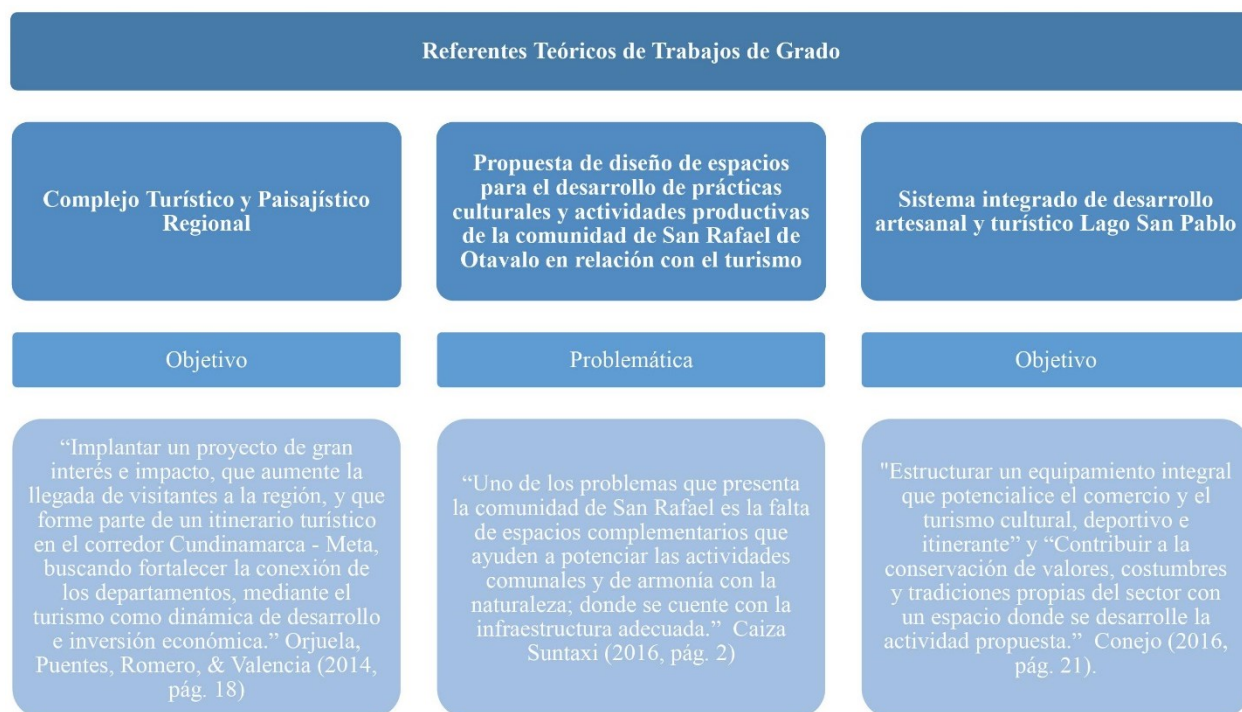 Referentes Teóricos de Trabajos de Grado
Complejo Turístico y Paisajístico
Regional
Propuesta de diseño de espacios
para el desarrollo de prácticas
culturales y actividades productivas
de la comunidad de San Rafael de
Otavalo en relación con el turismo
Sistema integrado de desarrollo
artesanal y turístico Lago San Pablo
Objetivo
Problemática
Objetivo
“Implantar un proyecto de gran
interés e impacto, que aumente la
llegada de visitantes a la región, y que
forme parte de un itinerario turístico
en el corredor Cundinamarca - Meta,
buscando fortalecer la conexión de
los departamentos, mediante el
turismo como dinámica de desarrollo
e inversión económica.” Orjuela,
Puentes, Romero, & Valencia (2014,
pág. 18)
“Uno de los problemas que presenta
la comunidad de San Rafael es la falta
de espacios complementarios que
ayuden a potenciar las actividades
comunales y de armonía con la
naturaleza; donde se cuente con la
infraestructura adecuada.” Caiza
Suntaxi (2016, pág. 2)
"Estructurar un equipamiento integral
que potencialice el comercio y el
turismo cultural, deportivo e
itinerante” y “Contribuir a la
conservación de valores, costumbres
y tradiciones propias del sector con
un espacio donde se desarrolle la
actividad propuesta.” Conejo (2016,
pág. 21).